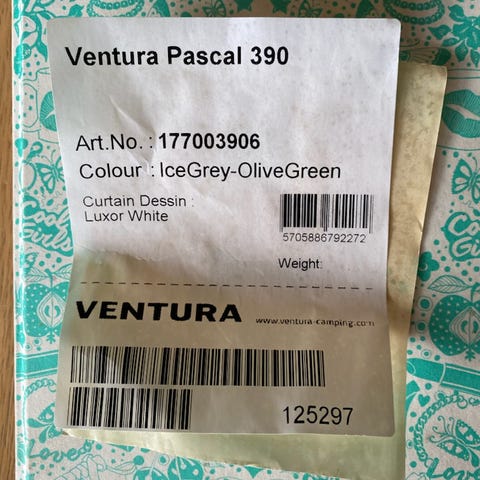 Ventura Pascal 390
Art.No. : 177003906
Colour : IceGrey-OliveGreen
Curtain Dessin :
Luxor White
5705886792272
Weight:
VENTURA www.ventura-camping.com
125297